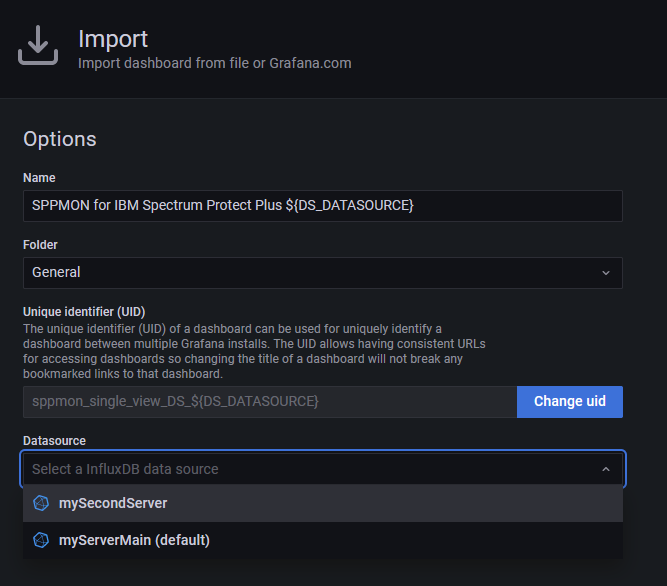 Import
Import dashboard from file or Grafana.com
Options
Name
SPPMON for IBM Spectrum Protect Plus ${DS_DATASOURCE}
Folder
General
Unique identifier (UID)
The unique identifier (UID) of a dashboard can be used for uniquely identify a
dashboard between multiple Grafana installs. The UID allows having consistent URLs
for accessing dashboards so changing the title of a dashboard will not break any
bookmarked links to that dashboard.
sppmon_single_view_DS_${DS_DATASOURCE}
Change uid
Datasource
Select a InfluxDB data source
mySecondServer
myServerMain (default)